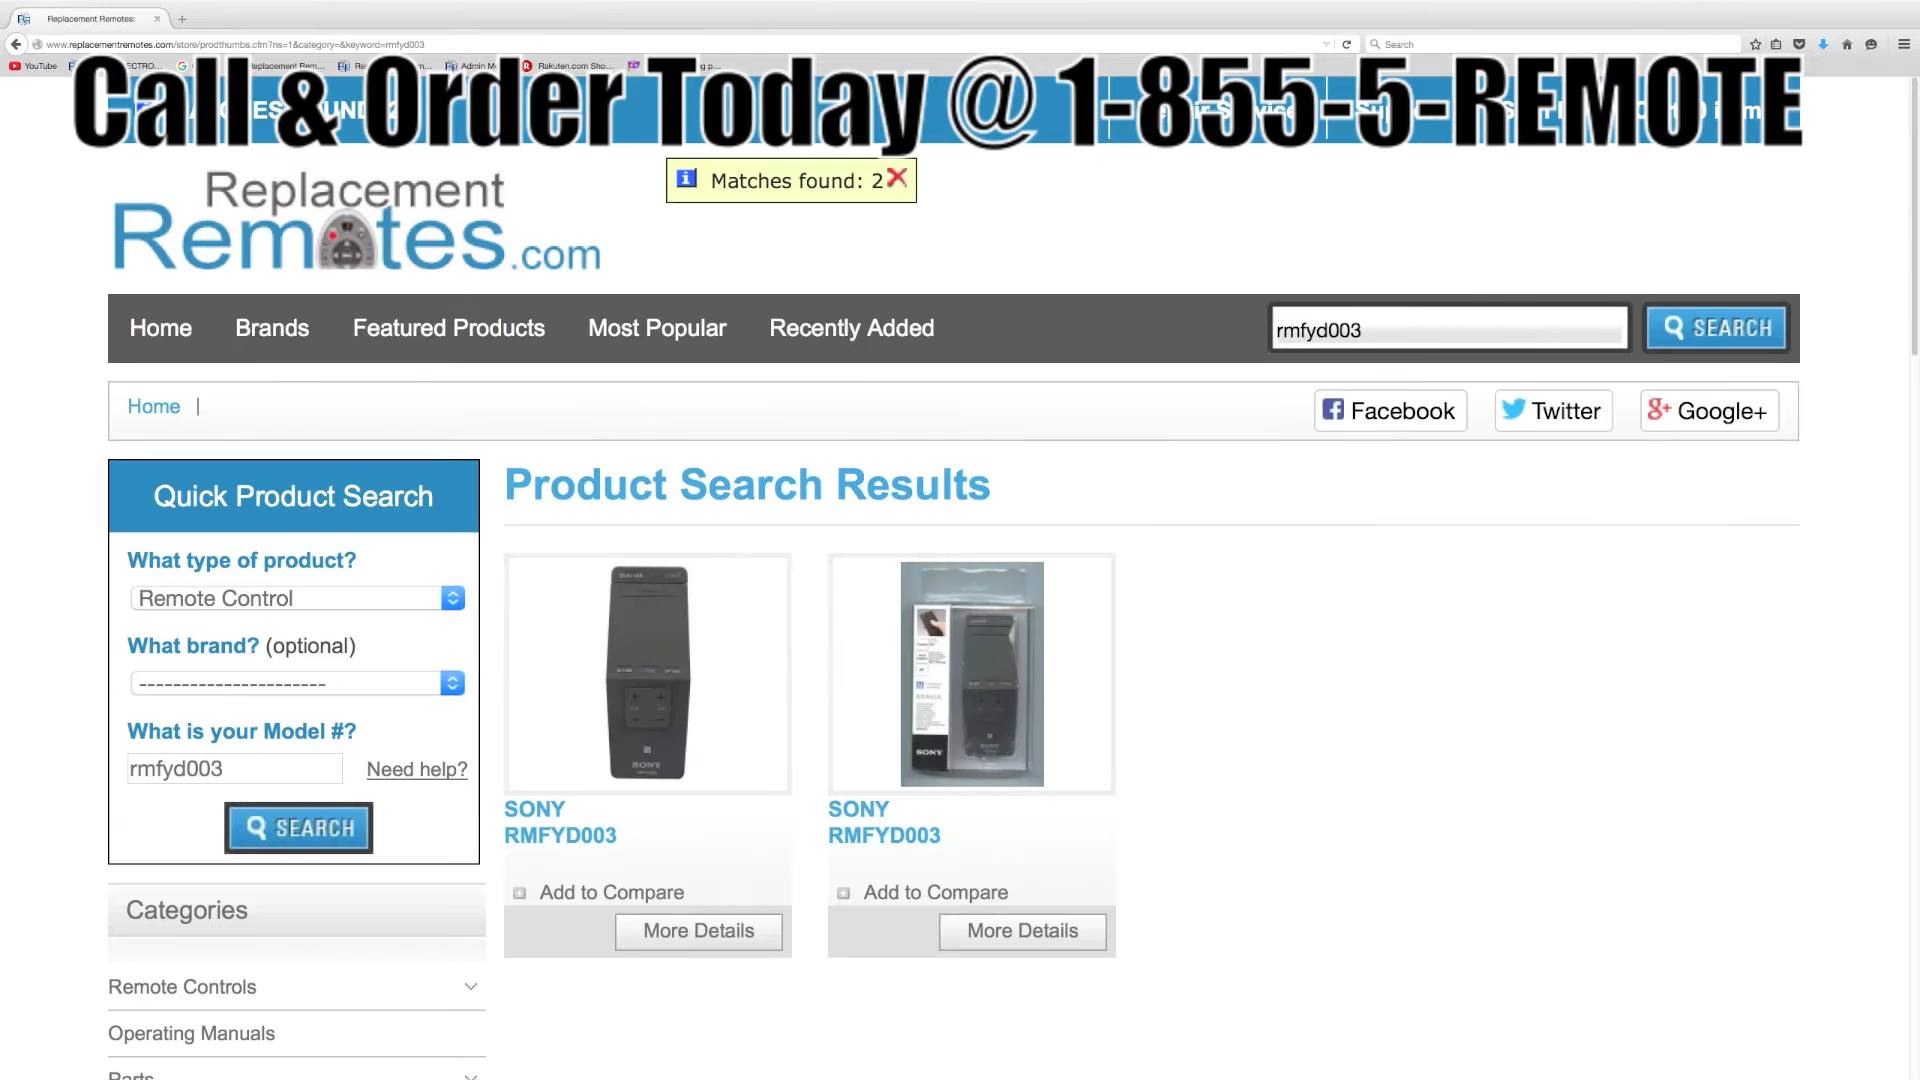 Replacement Remotes:
www.replacementremotes.com/store/prodthumbs.cfm?ns=1&category=&keyword=rmfyd003
Search
YouTube
Rakuten.com Sho...
Call & Order Today @ 1-855-5-REMOTE
Replacement
Remotes.com
Matches found: 2
Home
Brands
Featured Products
Most Popular
Recently Added
rmfyd003
SEARCH
Home |
Facebook
Twitter
Google+
Quick Product Search
Product Search Results
What type of product?
Remote Control
What brand? (optional)
----------------------
What is your Model #?
rmfyd003
Need help?
SEARCH
SONY
SONY
SONY
RMFYD003
SONY
RMFYD003
Add to Compare
Add to Compare
More Details
More Details
Categories
Remote Controls
Operating Manuals
Parts